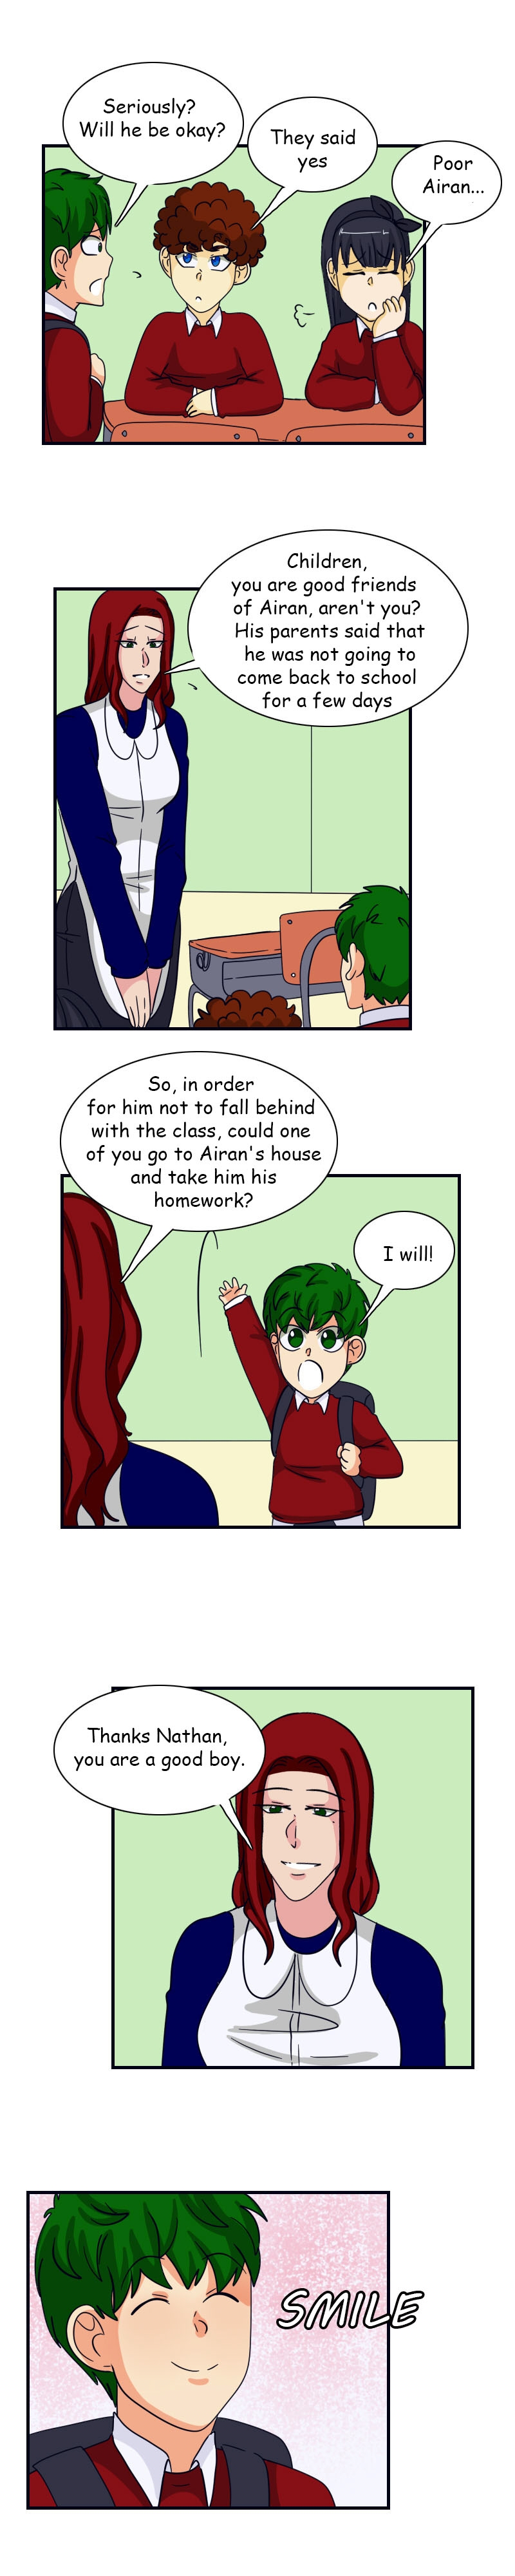 Seriously?
Will he be okay?
They said
yes
Poor
Airan...
Children,
you are good friends
of Airan, aren't you?
His parents said that
he was not going to
come back to school
for a few days
So, in order
for him not to fall behind
with the class, could one
of you go to Airan's house
and take him his
homework?
I will!
Thanks Nathan,
you are a good boy.
SMILE